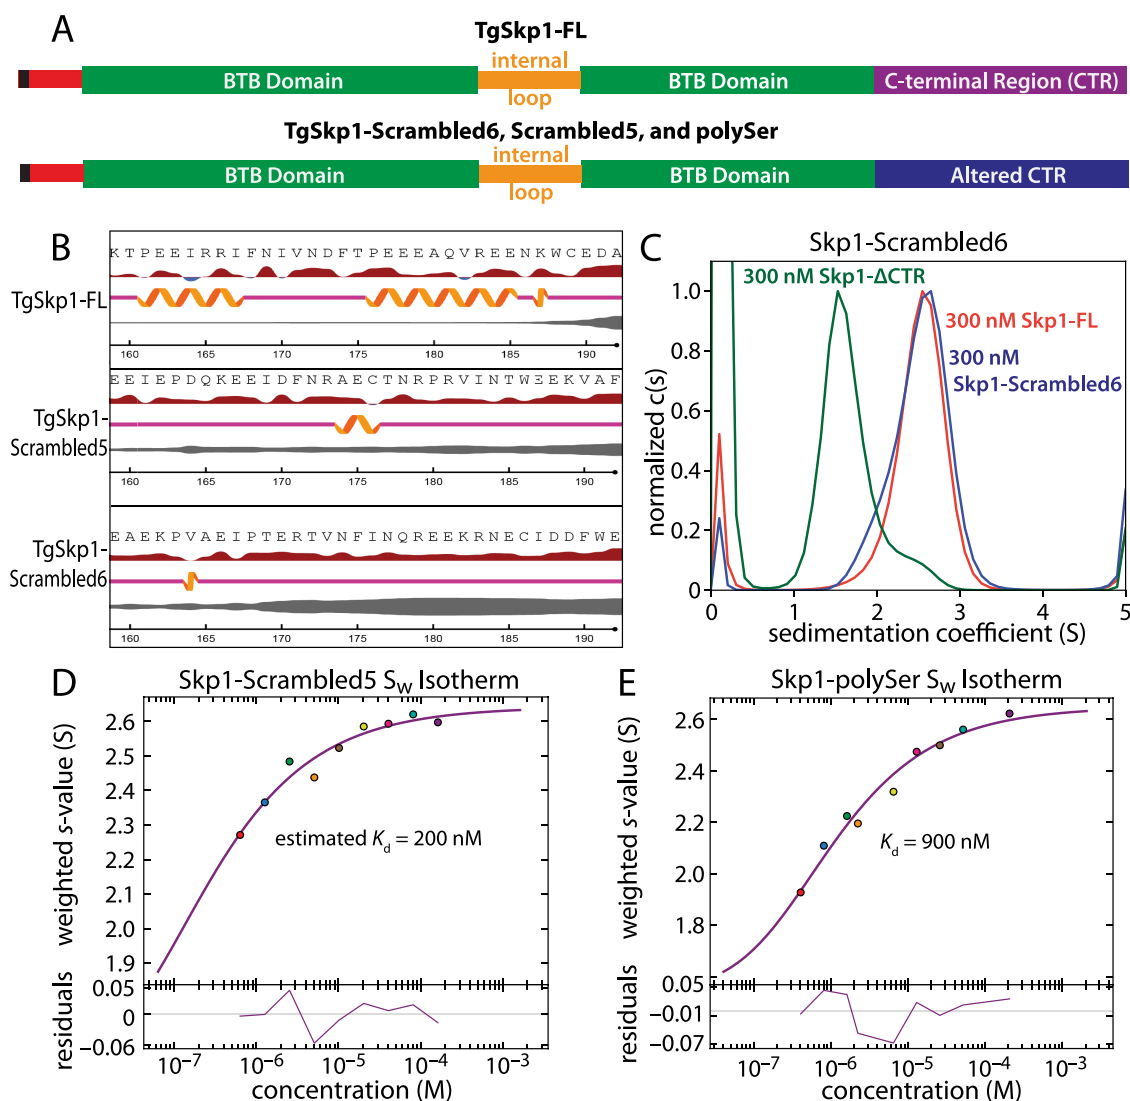 A
TgSkp1-FL
internal
BTB Domain
BTB Domain
C-terminal Region (CTR)
loop
TgSkp1-Scrambled6, Scrambled5, and polySer
internal
BTB Domain
BTB Domain
Altered CTR
loop
B
KTPEEIRRIFNIVNDFTPEEEAQVREENKWCEDA
TgSkp1-FL
160 165 170 175 180 185 190
EEIEPDQKEEIDFNRAECTNRPRVINTWEEKVAF
TgSkp1-
Scrambled5
160 165 170 175 180 185 190
EAEKPVAEIPTERTVNFINQREEKRNECIDDFWE
TgSkp1-
Scrambled6
160 165 170 175 180 185 190
C
Skp1-Scrambled6
300 nM Skp1-ΔCTR
300 nM Skp1-FL
300 nM
Skp1-Scrambled6
normalized c(s)
1.0
0.8
0.6
0.4
0.2
0
0 1 2 3 4 5
sedimentation coefficient (S)
D
Skp1-Scrambled5 SW Isotherm
weighted s-value (S)
2.6
2.5
2.4
2.3
2.2
2.1
2.0
1.9
estimated Kd = 200 nM
residuals
0.05
0
−0.06
10−7 10−6 10−5 10−4 10−3
concentration (M)
E
Skp1-polySer SW Isotherm
weighted s-value (S)
2.6
2.4
2.2
2.0
1.8
Kd = 900 nM
residuals
0.05
−0.01
−0.07
10−7 10−6 10−5 10−4 10−3
concentration (M)